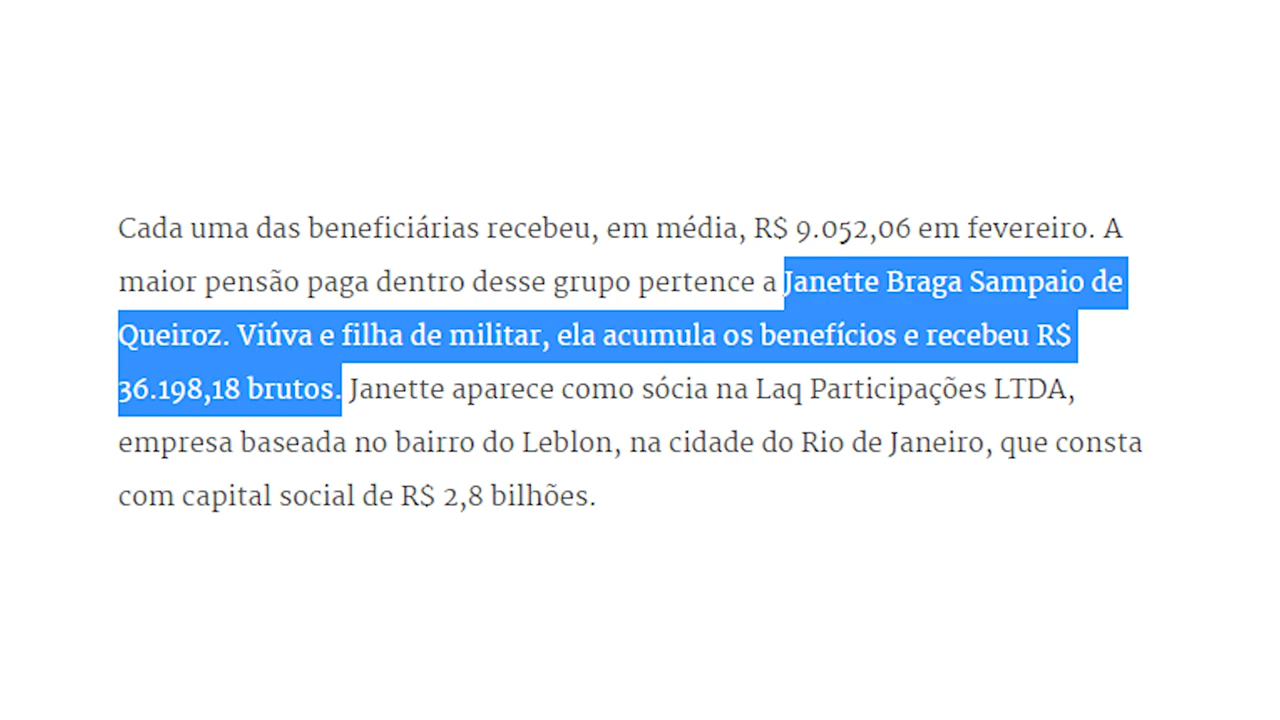 Cada uma das beneficiárias recebeu, em média, R$ 9.052,06 em fevereiro. A
maior pensão paga dentro desse grupo pertence a Janette Braga Sampaio de
Queiroz. Viúva e filha de militar, ela acumula os benefícios e recebeu R$
36.198,18 brutos. Janette aparece como sócia na Laq Participações LTDA,
empresa baseada no bairro do Leblon, na cidade do Rio de Janeiro, que consta
com capital social de R$ 2,8 bilhões.